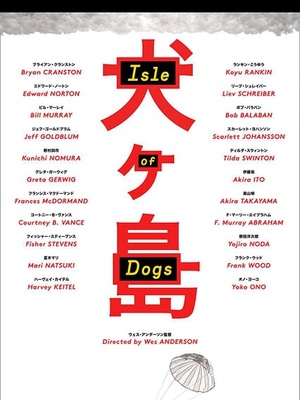 犬ヶ島
Isle
of
Dogs
ブライアン・クランストン
Bryan CRANSTON
エドワード・ノートン
Edward NORTON
ビル・マーレイ
Bill MURRAY
ジェフ・ゴールドブラム
Jeff GOLDBLUM
野村訓市
Kunichi NOMURA
グレタ・ガーウィグ
Greta GERWIG
フランシス・マクドーマンド
Frances McDORMAND
コートニー・B・ヴァンス
Courtney B. VANCE
フィッシャー・スティーブンス
Fisher STEVENS
夏木マリ
Mari NATSUKI
ハーヴェイ・カイテル
Harvey KEITEL
ランキン・こうゆう
Koyu RANKIN
リーブ・シュレイバー
Liev SCHREIBER
ボブ・バラバン
Bob BALABAN
スカーレット・ヨハンソン
Scarlett JOHANSSON
ティルダ・スウィントン
Tilda SWINTON
伊藤晃
Akira ITO
高山明
Akira TAKAYAMA
F・マーリー・エイブラハム
F. Murray ABRAHAM
野田洋次郎
Yojiro NODA
フランク・ウッド
Frank WOOD
オノ・ヨーコ
Yoko ONO
ウェス・アンダーソン監督
Directed by Wes ANDERSON